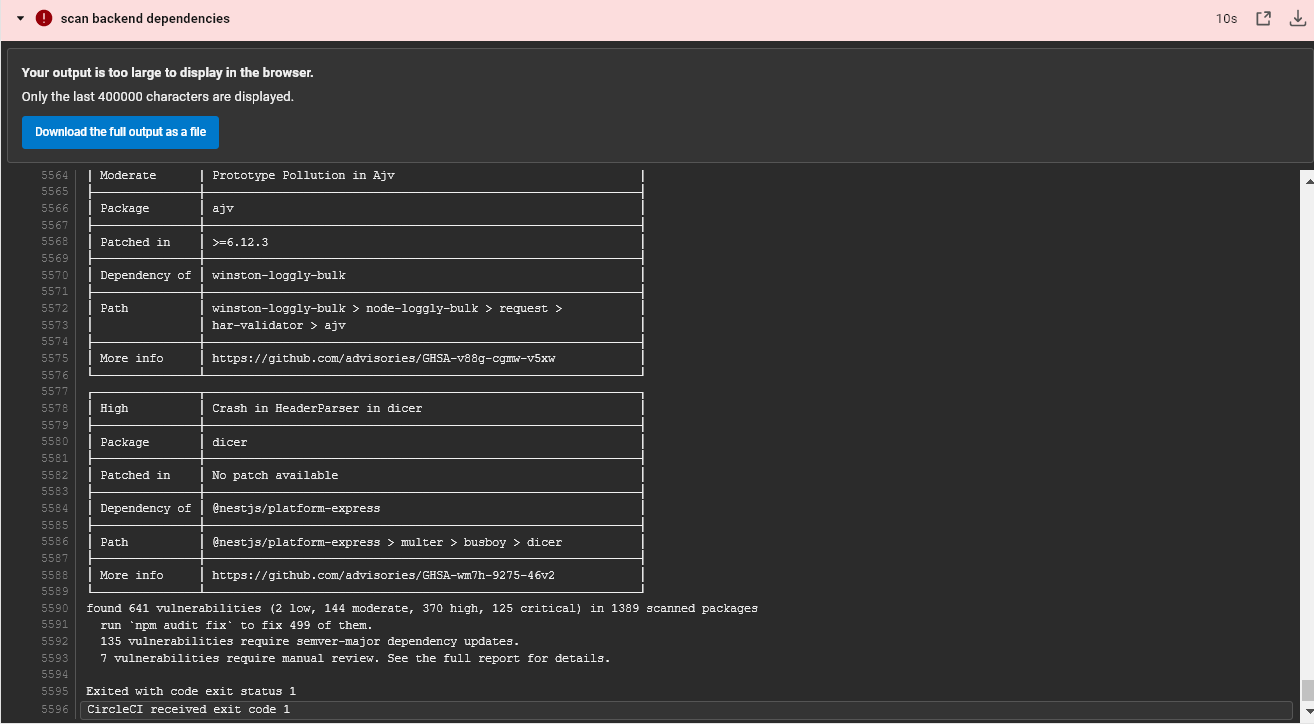 scan backend dependencies
10s
Your output is too large to display in the browser.
Only the last 400000 characters are displayed.
Download the full output as a file
5564 Moderate Prototype Pollution in Ajv
5565
5566 Package ajv
5567
5568 Patched in >=6.12.3
5569
5570 Dependency of winston-loggly-bulk
5571
5572 Path winston-loggly-bulk > node-loggly-bulk > request >
5573 har-validator > ajv
5574
5575 More info https://github.com/advisories/GHSA-v88g-cgmw-v5xw
5576
5577
5578 High Crash in HeaderParser in dicer
5579
5580 Package dicer
5581
5582 Patched in No patch available
5583
5584 Dependency of @nestjs/platform-express
5585
5586 Path @nestjs/platform-express > multer > busboy > dicer
5587
5588 More info https://github.com/advisories/GHSA-wm7h-9275-46v2
5589
5590 found 641 vulnerabilities (2 low, 144 moderate, 370 high, 125 critical) in 1389 scanned packages
5591 run `npm audit fix` to fix 499 of them.
5592 135 vulnerabilities require semver-major dependency updates.
5593 7 vulnerabilities require manual review. See the full report for details.
5594
5595 Exited with code exit status 1
5596 CircleCI received exit code 1